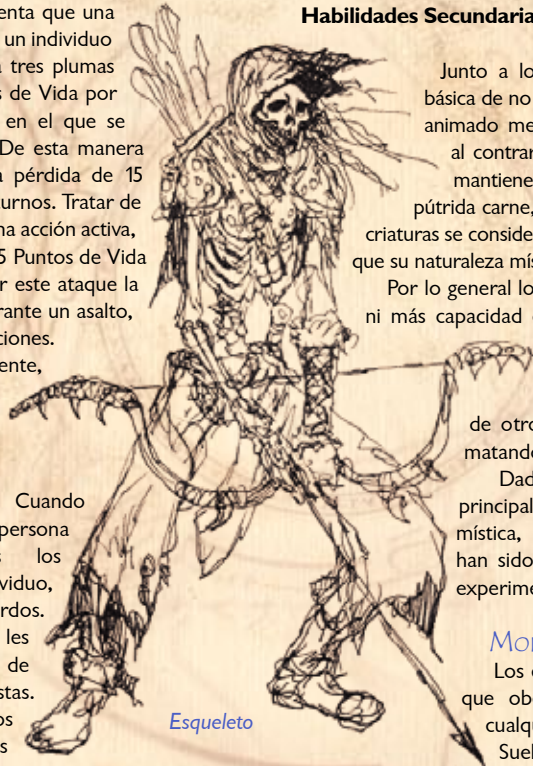 enta que una
un individuo
a tres plumas
s de Vida por
en el que se
De esta manera
a pérdida de 15
urnos. Tratar de
na acción activa,
5 Puntos de Vida
r este ataque la
rante un asalto,
ciones.
ente,
Cuando
persona
s los
viduo,
rdos.
les
de
stas.
os
s
Esqueleto
Habilidades Secundaria
Junto a lo
básica de no
animado me
al contrar
mantiene
pútrida carne,
criaturas se conside
que su naturaleza mís
Por lo general lo
ni más capacidad
de otro
matando
Dad
principal
mística,
han sido
experime
Mor
Los
que obe
cualqu
Suel